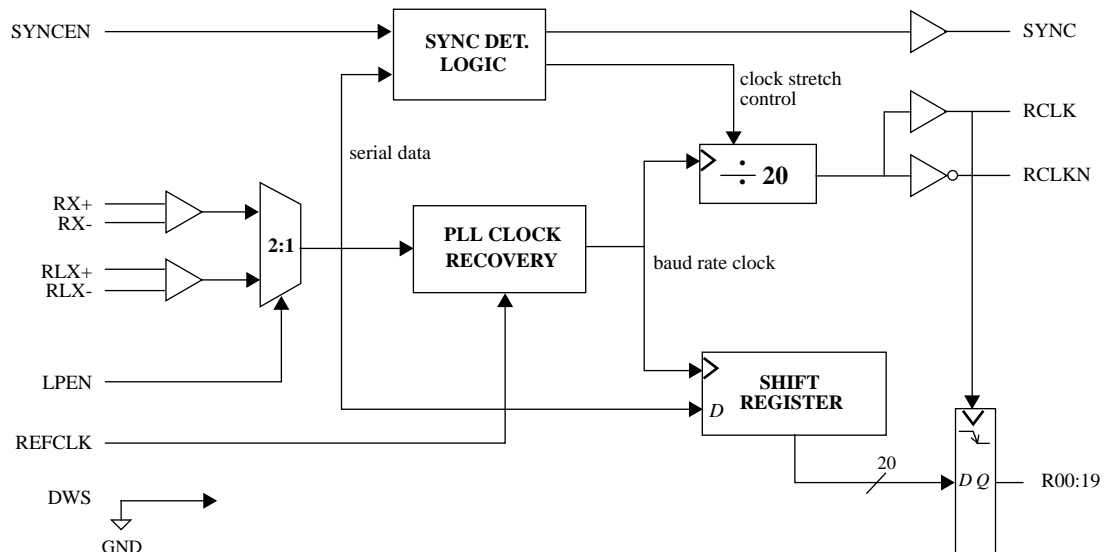 SYNCEN
SYNC DET.
LOGIC
SYNC
clock stretch
control
RCLK
serial data
÷ 20
RCLKN
RX+
RX-
2:1
PLL CLOCK
RECOVERY
baud rate clock
RLX+
RLX-
LPEN
SHIFT
REGISTER
D
REFCLK
20
DWS
D Q
R00:19
GND